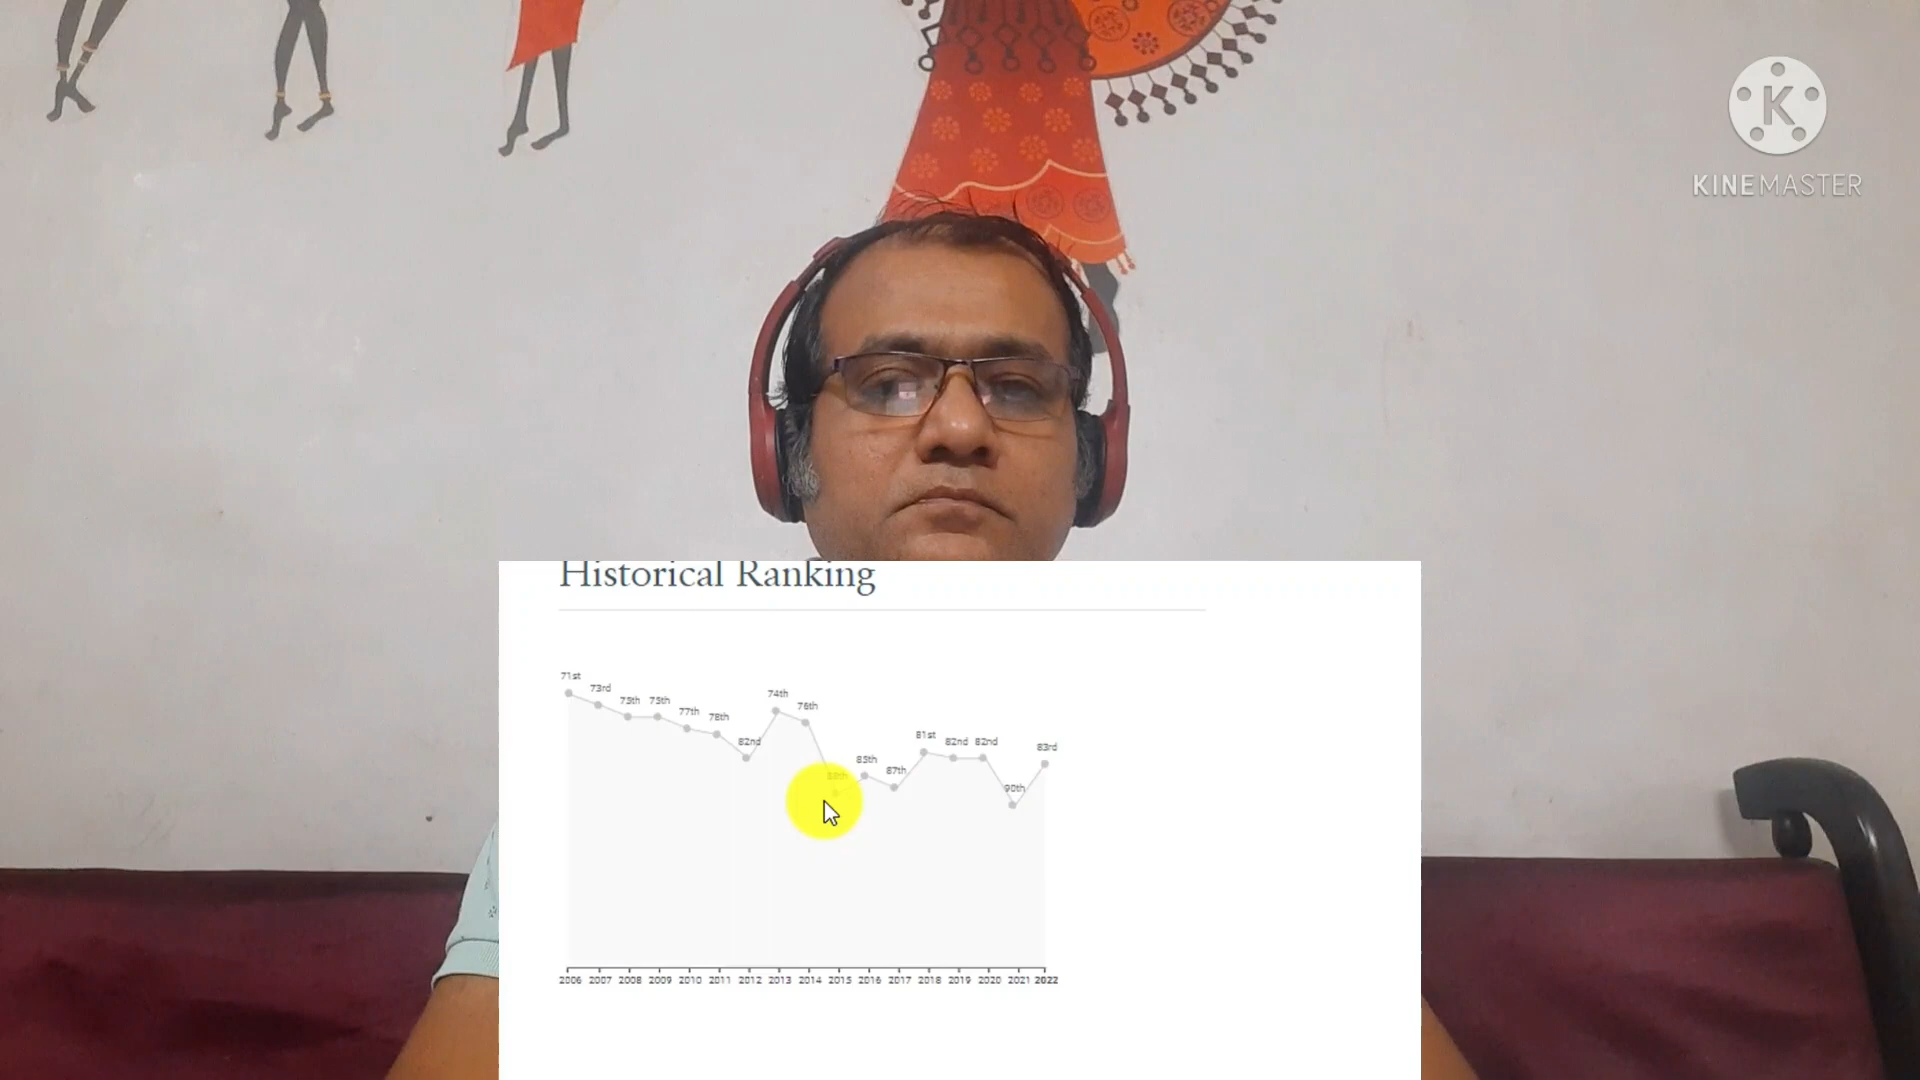 K
KINEMASTER
Historical Ranking
71st 73rd 75th 75th 77th 78th 82nd 74th 76th 88th 85th 87th 81st 82nd 82nd 90th 83rd
2006 2007 2008 2009 2010 2011 2012 2013 2014 2015 2016 2017 2018 2019 2020 2021 2022